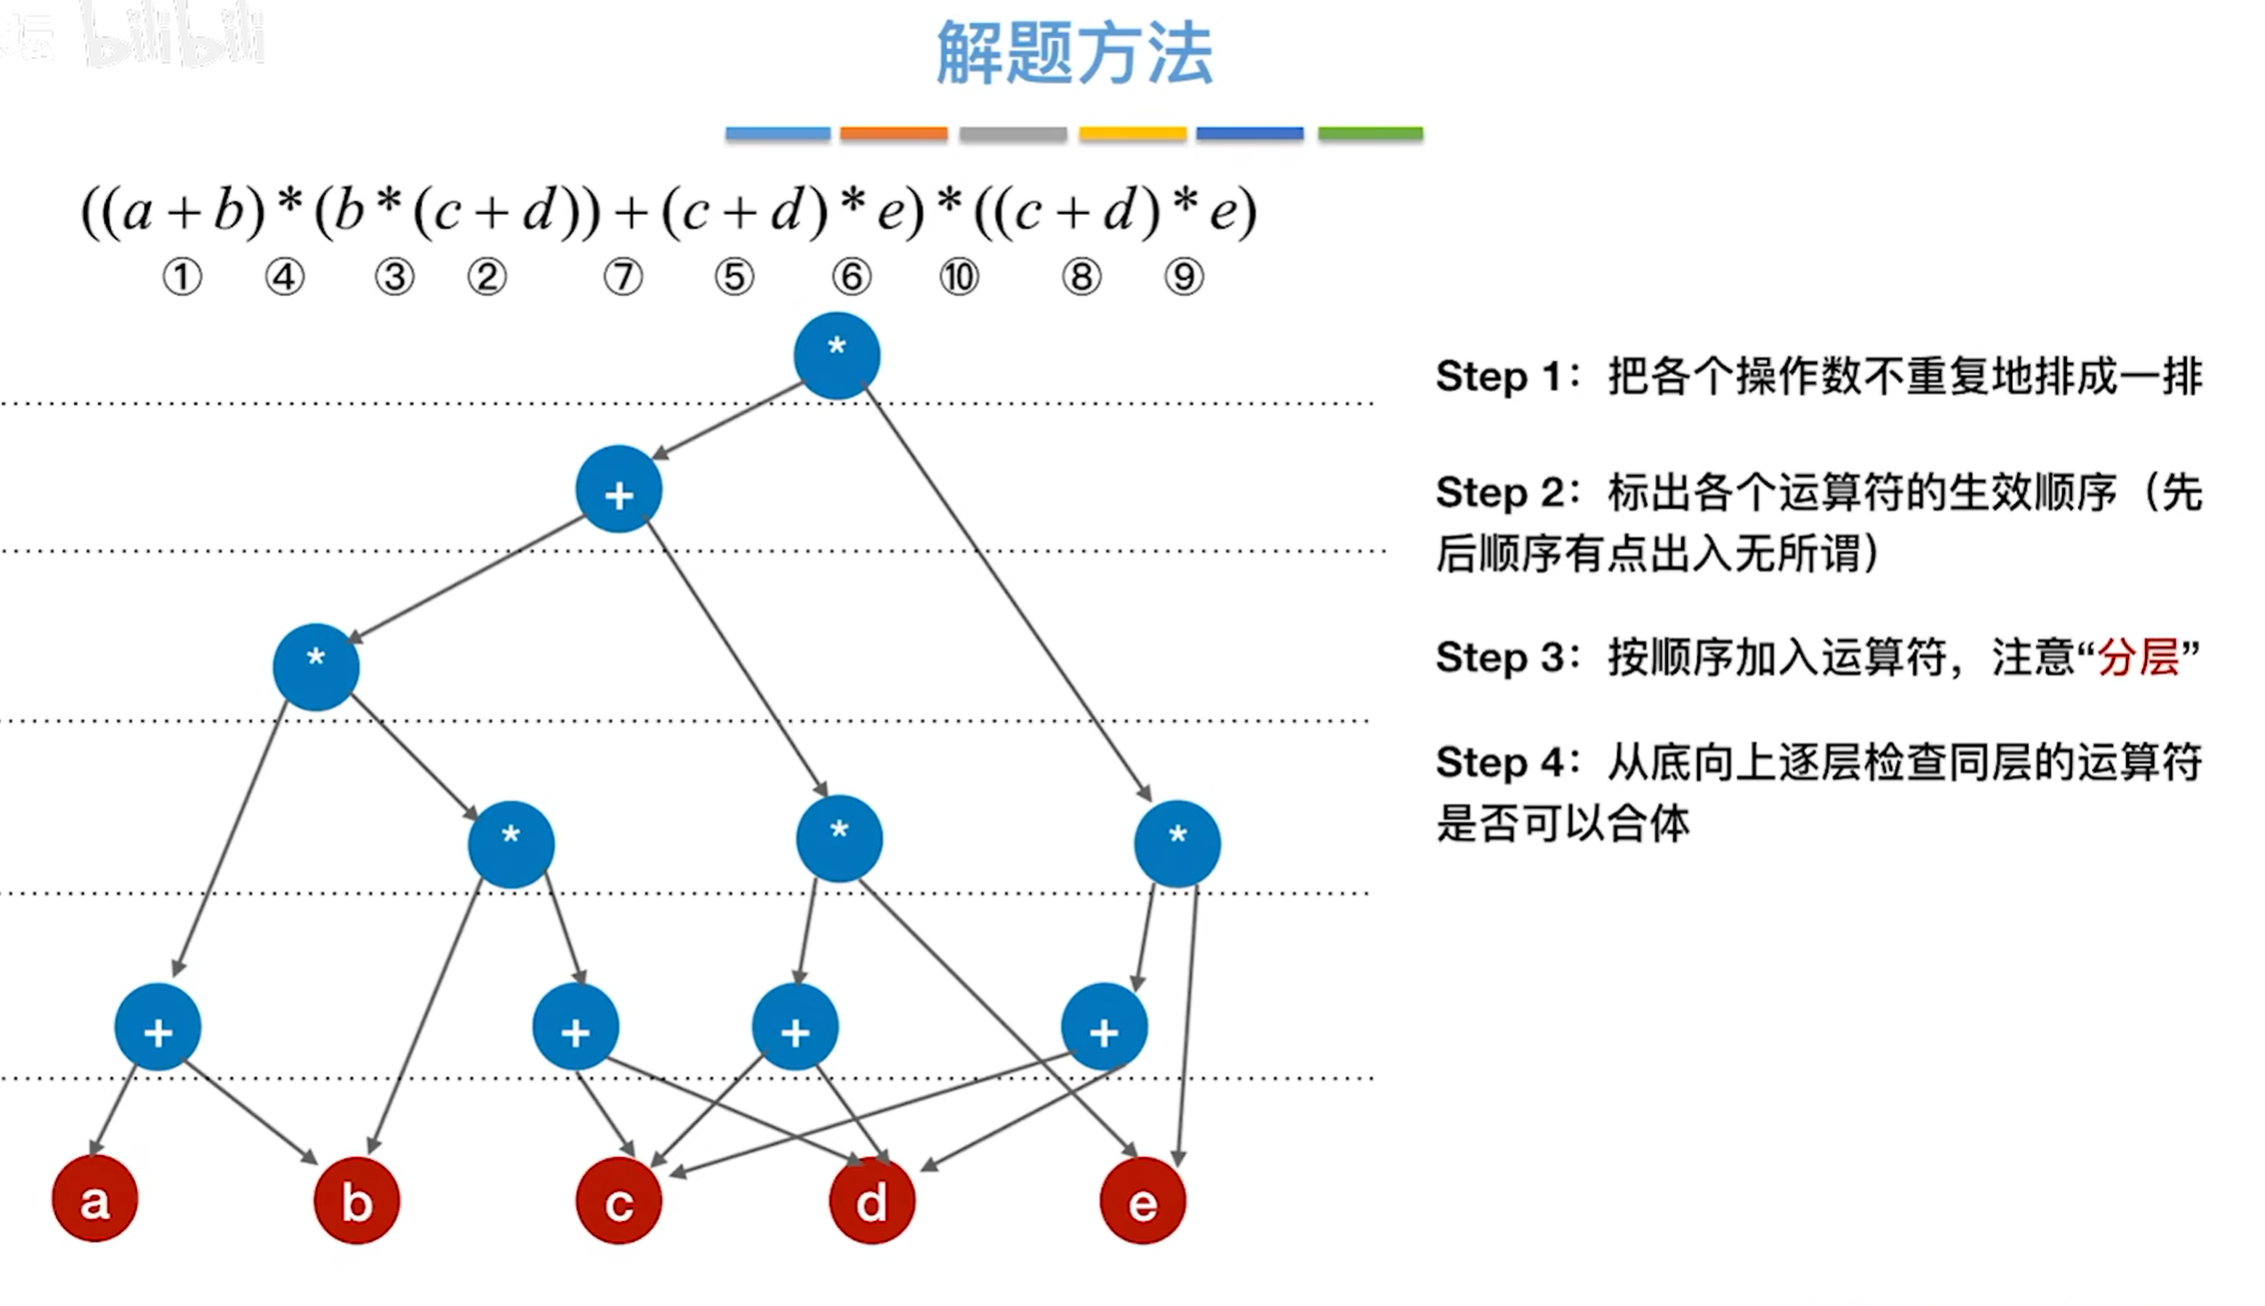 坛 bilibili
解题方法
((a+b)*(b*(c+d))+(c+d)*e)*((c+d)*e)
① ④ ③ ② ⑦ ⑤ ⑥ ⑩ ⑧ ⑨
*
+
*
* * *
+ + + +
a b c d e
Step 1：把各个操作数不重复地排成一排
Step 2：标出各个运算符的生效顺序（先
后顺序有点出入无所谓）
Step 3：按顺序加入运算符，注意“分层”
Step 4：从底向上逐层检查同层的运算符
是否可以合体